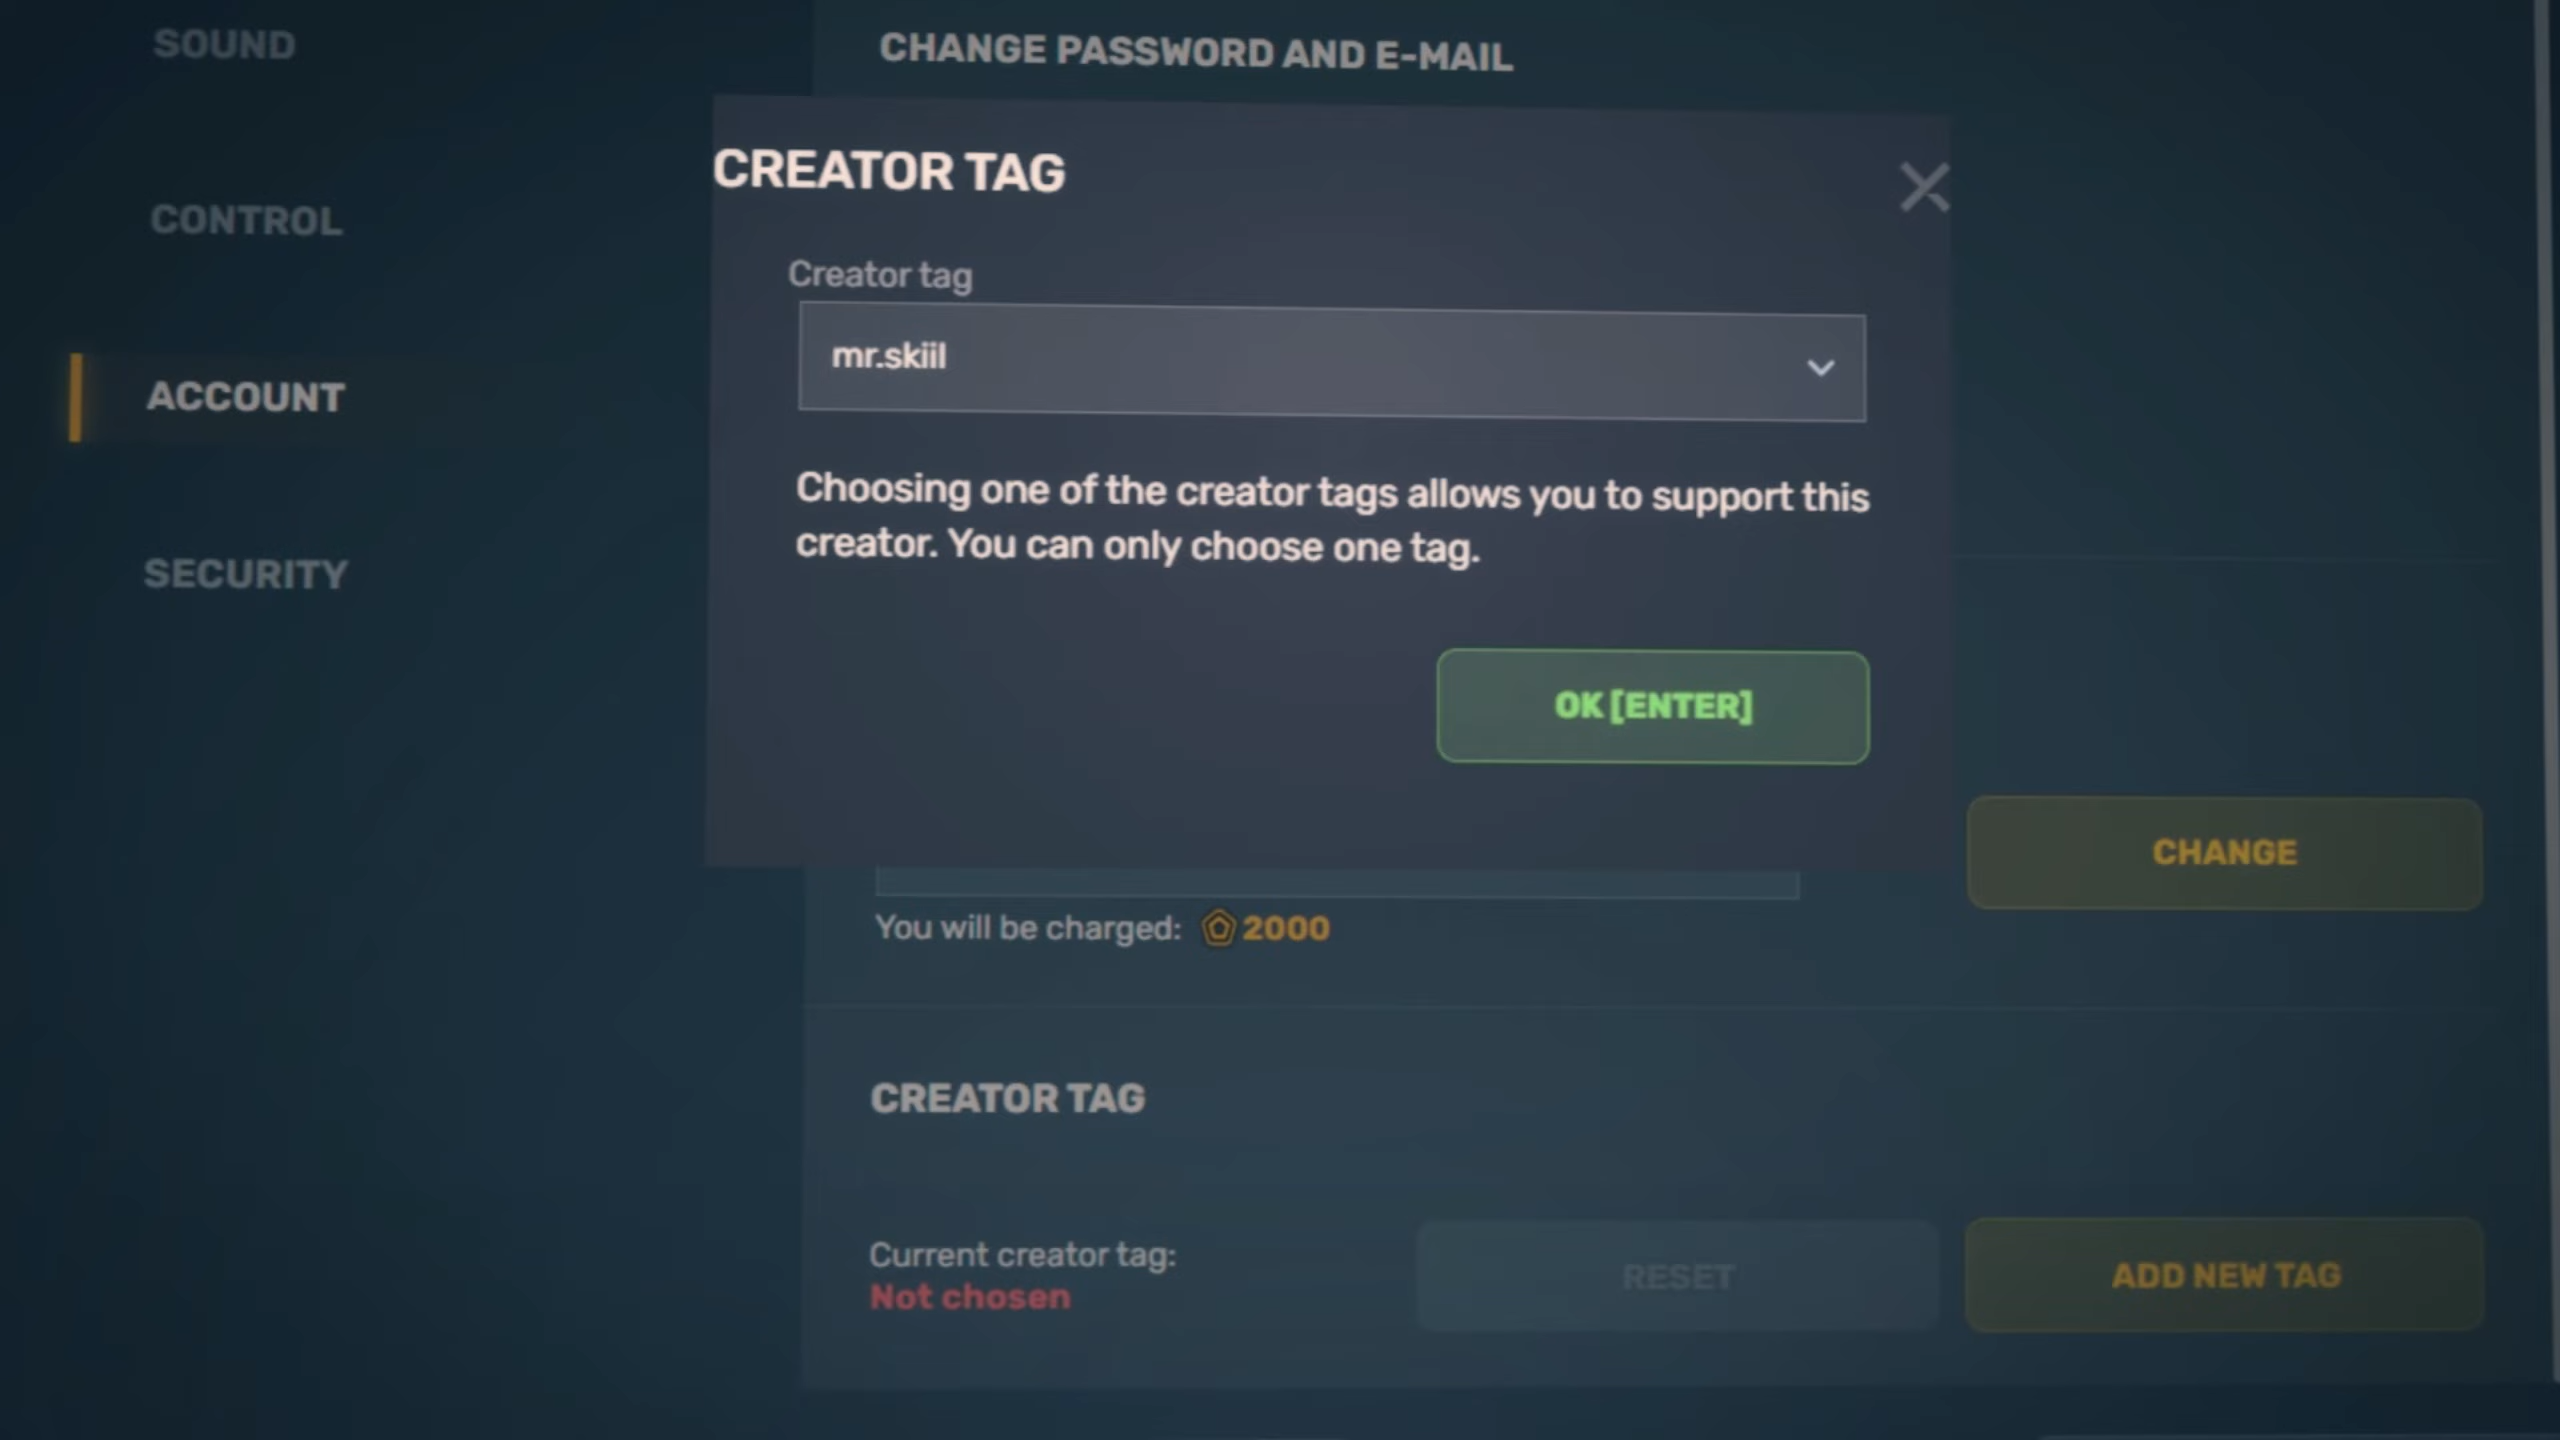 SOUND
CHANGE PASSWORD AND E-MAIL
CREATOR TAG
CONTROL
Creator tag
mr.skiil
ACCOUNT
Choosing one of the creator tags allows you to support this
creator. You can only choose one tag.
SECURITY
OK [ENTER]
CHANGE
You will be charged: 2000
CREATOR TAG
Current creator tag:
Not chosen
RESET
ADD NEW TAG